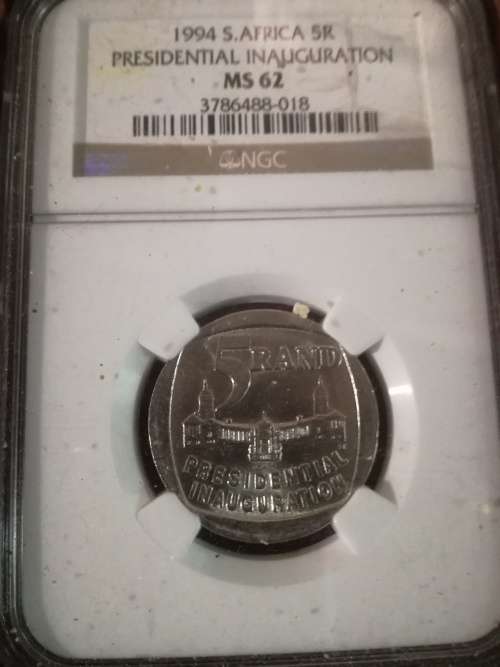 1994 S.AFRICA 5R
PRESIDENTIAL INAUGURATION
MS 62
3786488-018
NGC
5 RAND
PRESIDENTIAL
INAUGURATION